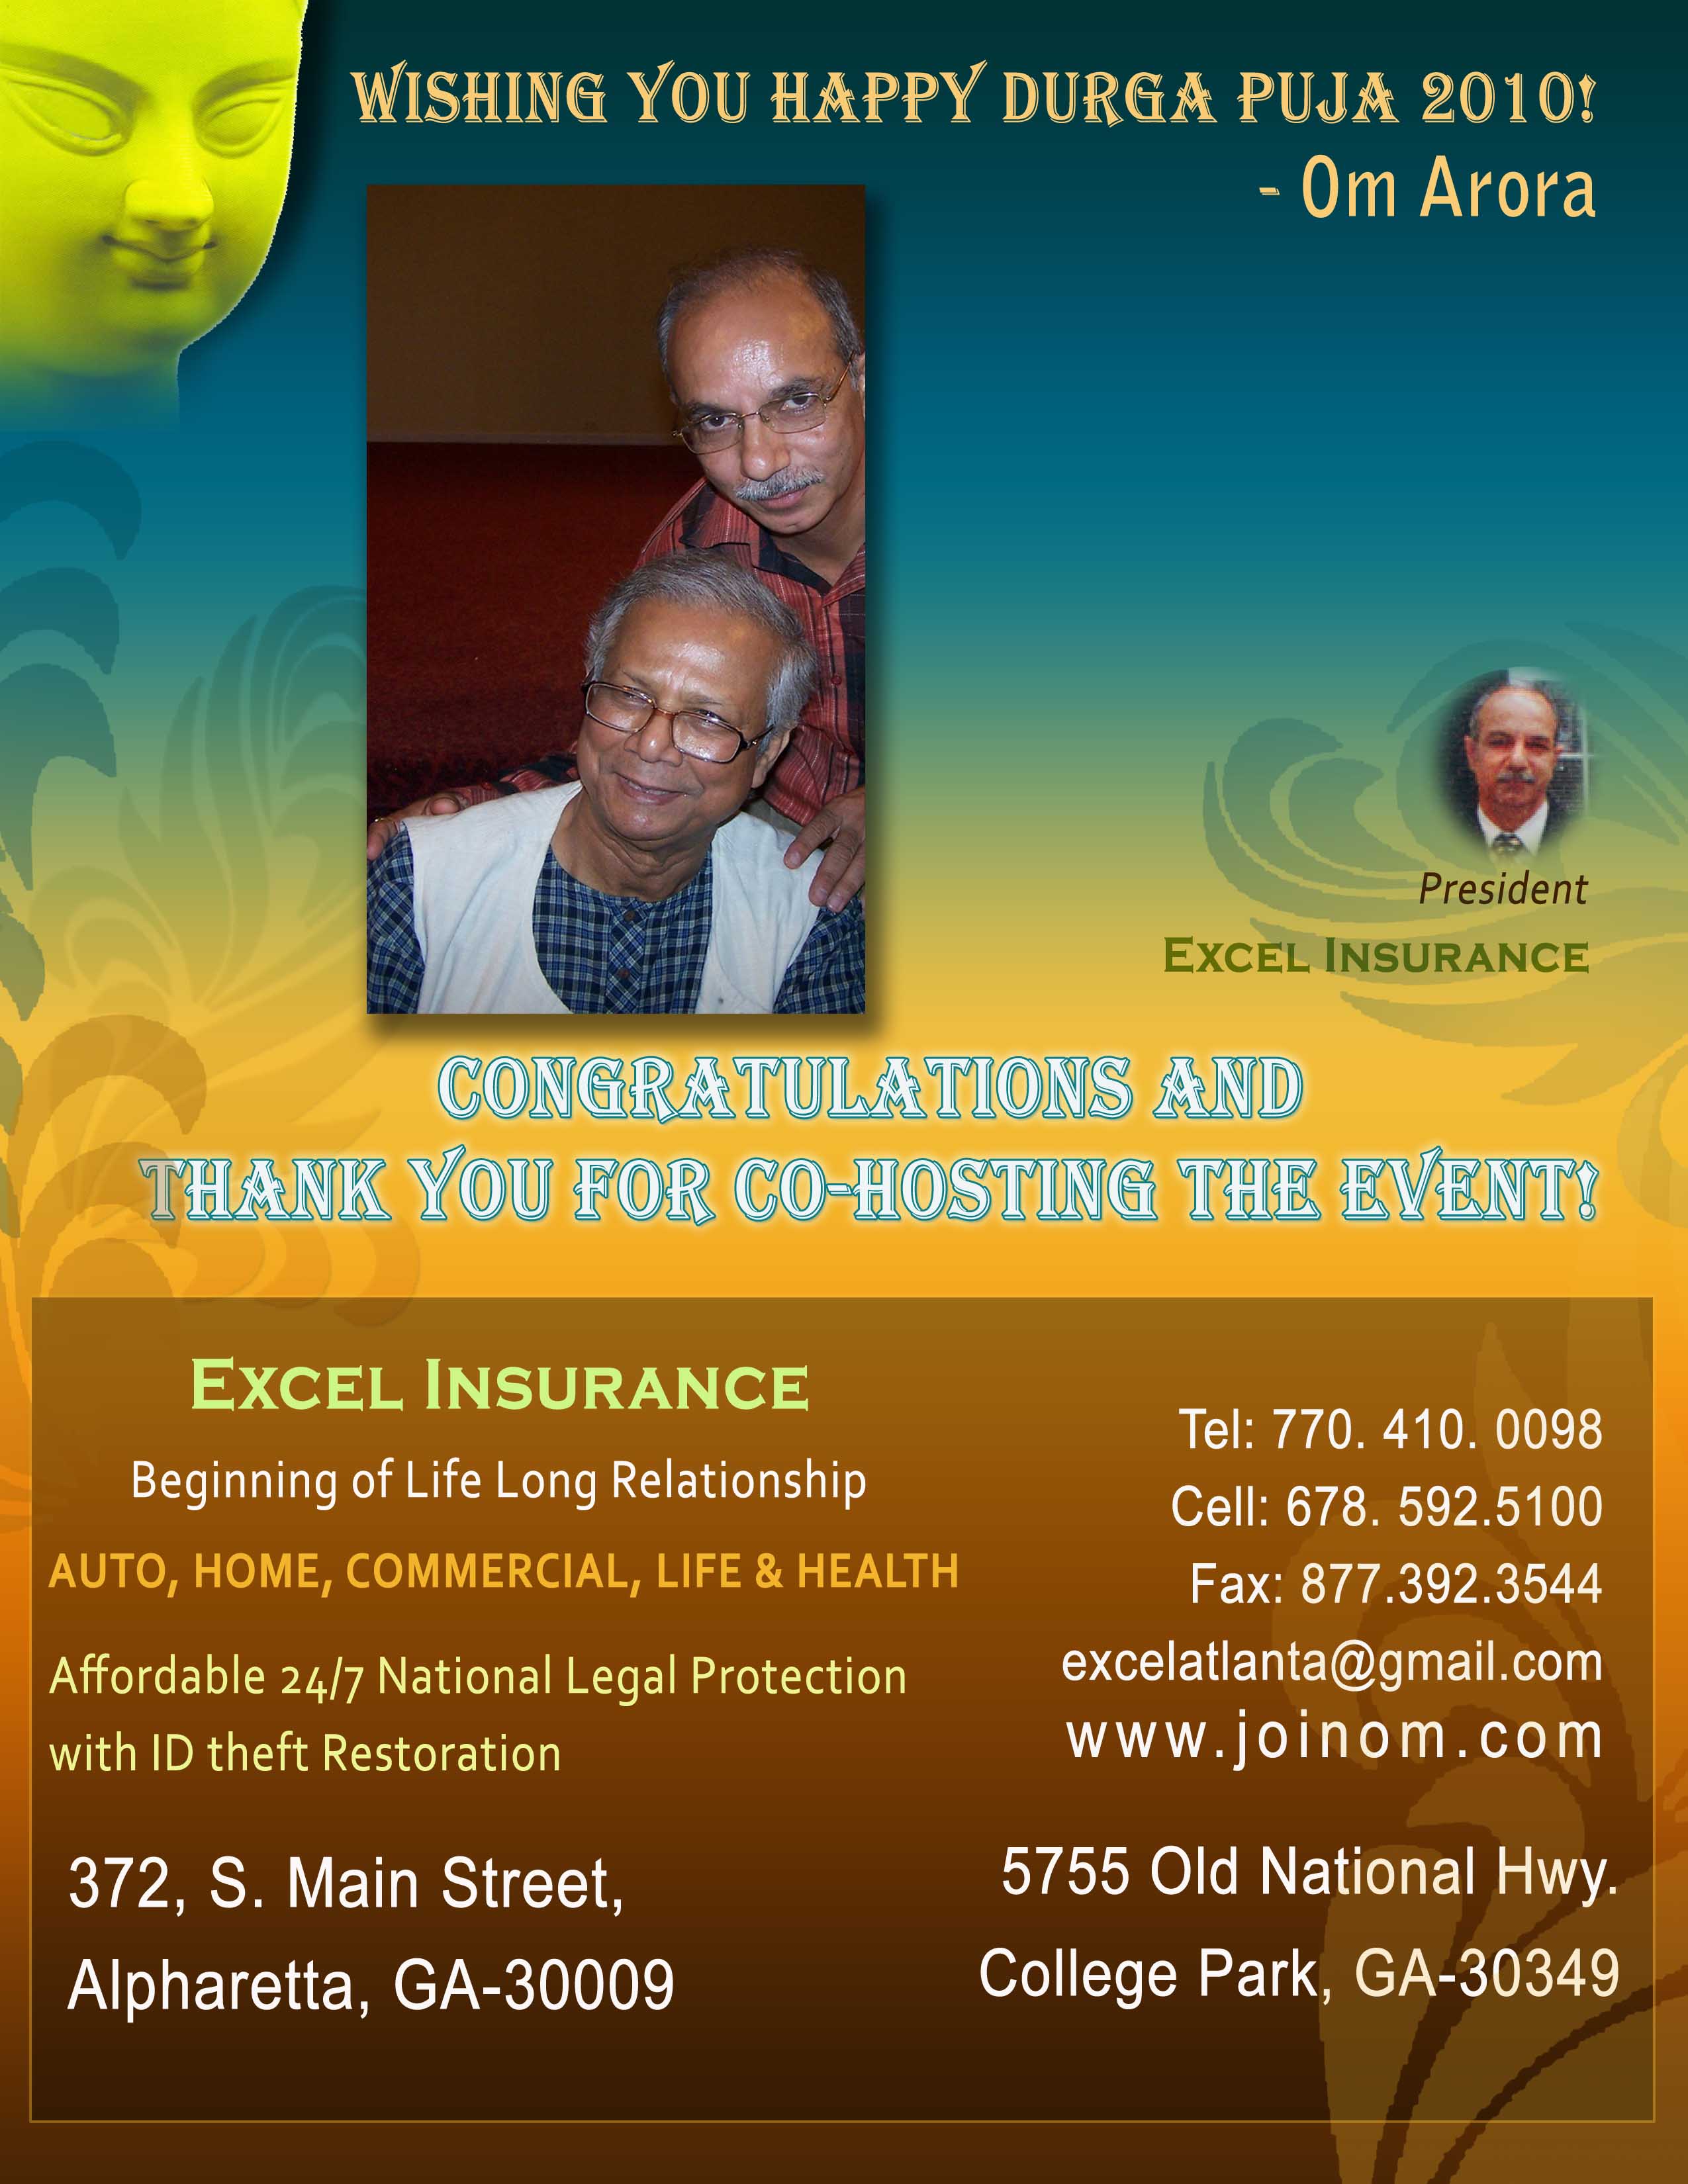 WISHING YOU HAPPY DURGA PUJA 2010!
- Om Arora
President
EXCEL INSURANCE
CONGRATULATIONS AND
THANK YOU FOR CO-HOSTING THE EVENT!
EXCEL INSURANCE
Beginning of Life Long Relationship
AUTO, HOME, COMMERCIAL, LIFE & HEALTH
Affordable 24/7 National Legal Protection
with ID theft Restoration
372, S. Main Street,
Alpharetta, GA-30009
Tel: 770. 410. 0098
Cell: 678. 592.5100
Fax: 877.392.3544
excelatlanta@gmail.com
www.joinom.com
5755 Old National Hwy.
College Park, GA-30349